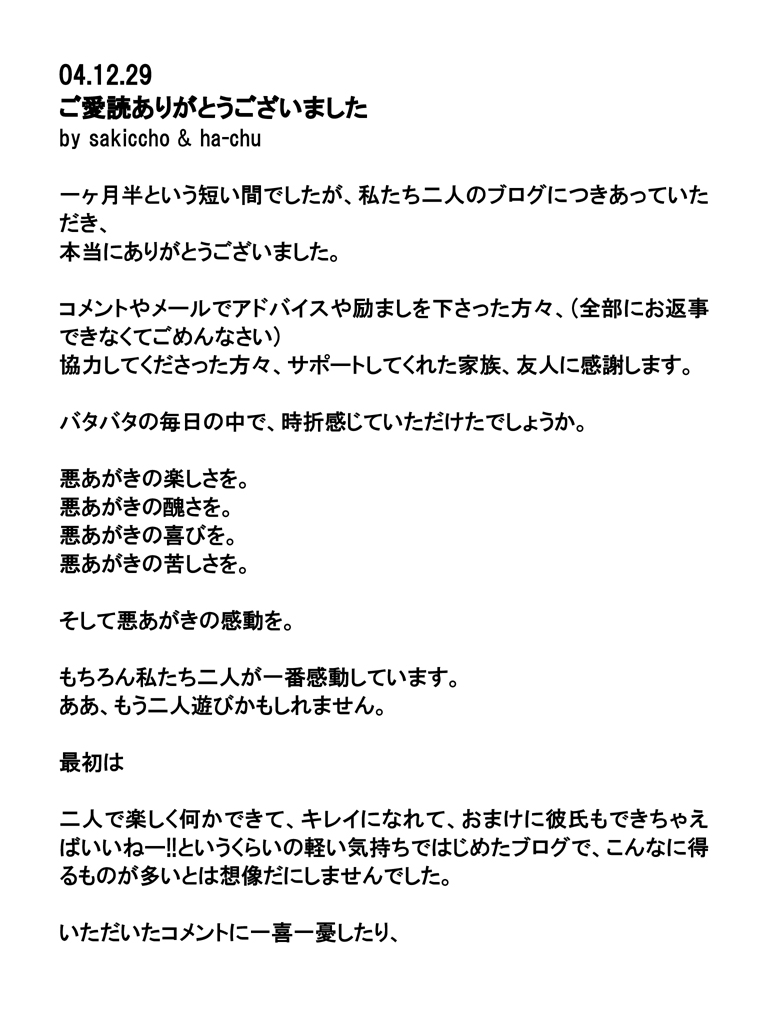 04.12.29
ご愛読ありがとうございました
by sakiccho & ha-chu
一ヶ月半という短い間でしたが、私たち二人のブログにつきあっていた
だき、
本当にありがとうございました。
コメントやメールでアドバイスや励ましを下さった方々、(全部にお返事
できなくてごめんなさい)
協力してくださった方々、サポートしてくれた家族、友人に感謝します。
バタバタの毎日の中で、時折感じていただけたでしょうか。
悪あがきの楽しさを。
悪あがきの醜さを。
悪あがきの喜びを。
悪あがきの苦しさを。
そして悪あがきの感動を。
もちろん私たち二人が一番感動しています。
ああ、もう二人遊びかもしれません。
最初は
二人で楽しく何かできて、キレイになれて、おまけに彼氏もできちゃえ
ばいいねー!!というくらいの軽い気持ちではじめたブログで、こんなに得
るものが多いとは想像だにしませんでした。
いただいたコメントに一喜一憂したり、